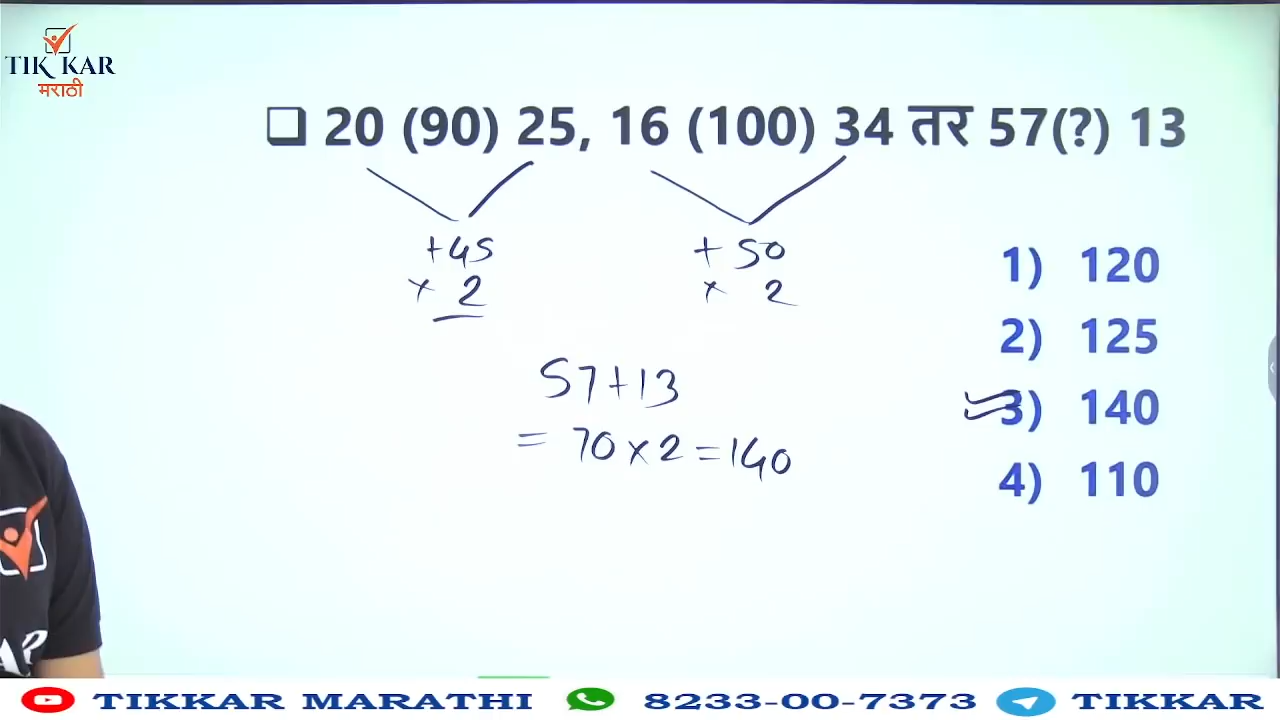 TIK KAR
मराठी
❑ 20 (90) 25, 16 (100) 34 तर 57(?) 13
+45
× 2
+ 50
× 2
57+13
= 70 × 2 = 140
1) 120
2) 125
3) 140
4) 110
TIKKAR MARATHI 8233-00-7373 TIKKAR